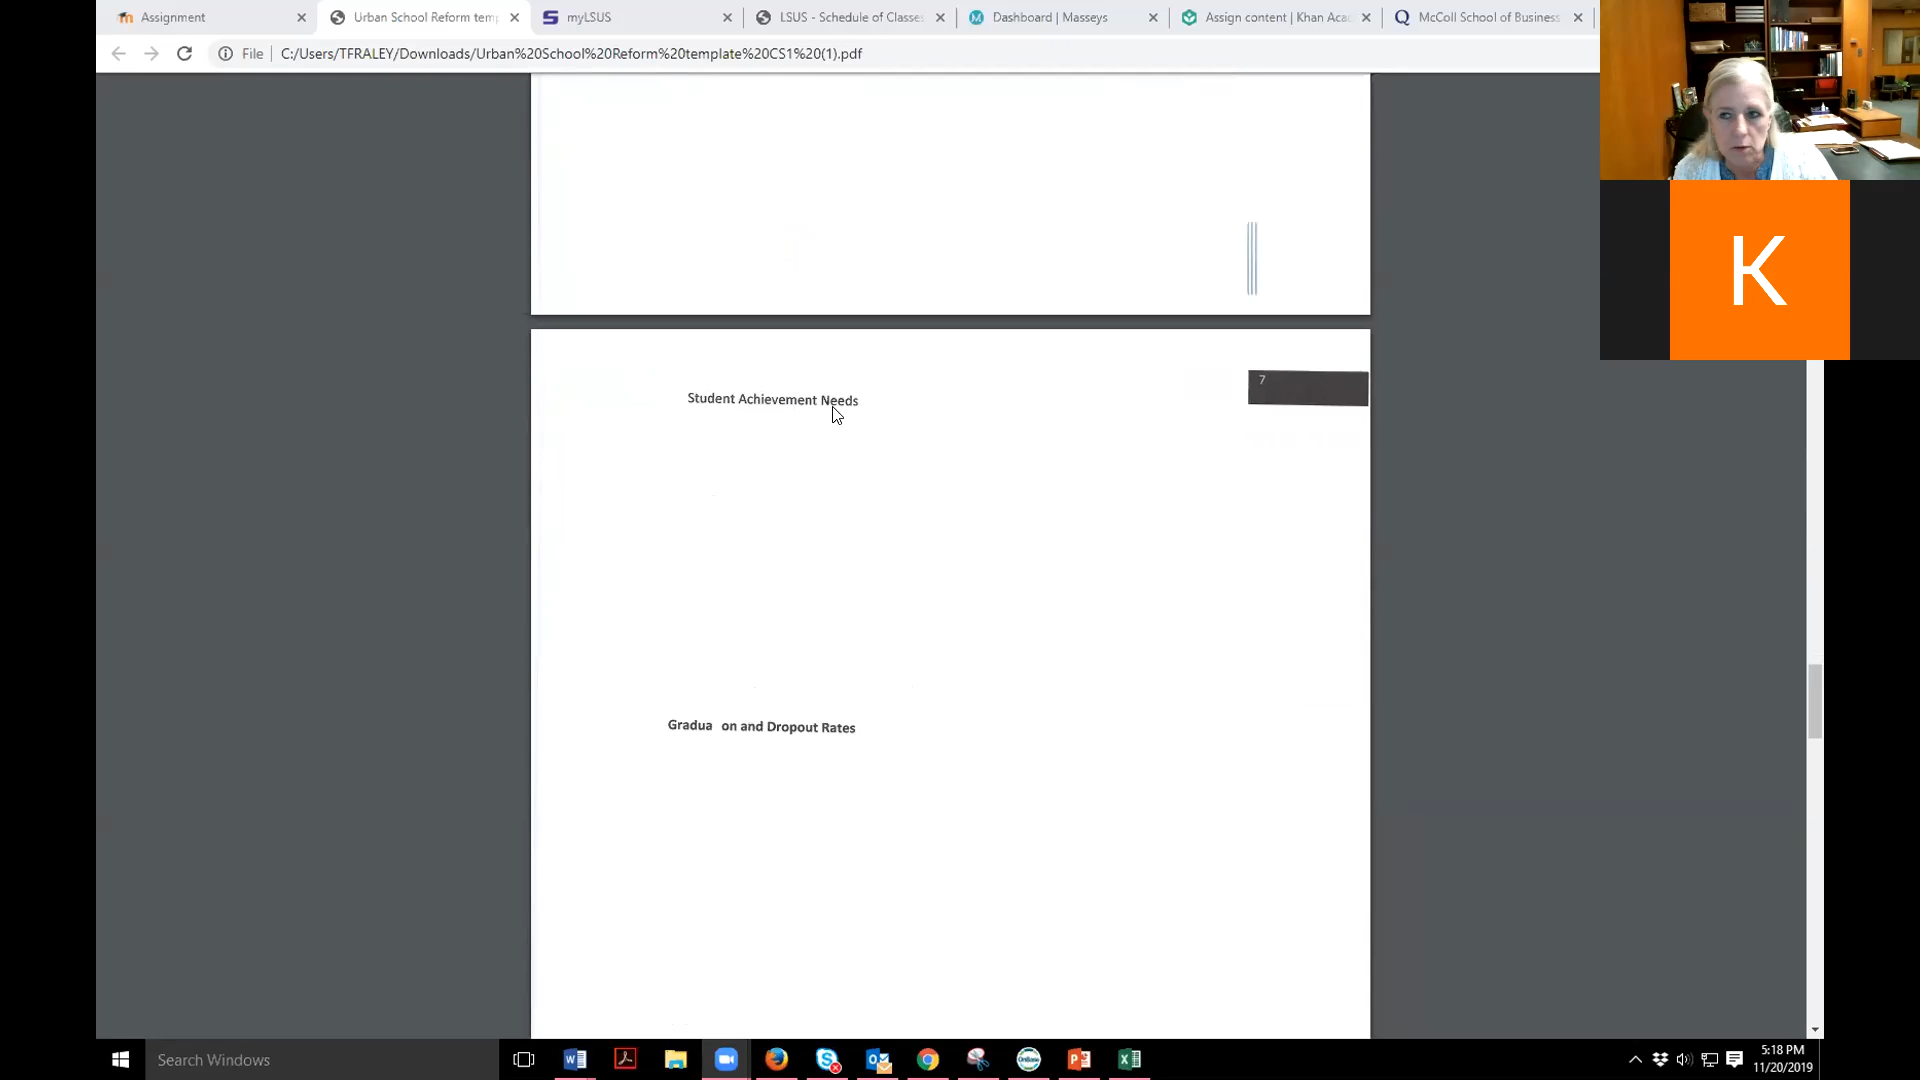 Assignment
Urban School Reform tem
myLSUS
LSUS - Schedule of Classe
Dashboard | Masseys
Assign content | Khan Aca
McColl School of Business
File
C:/Users/TFRALEY/Downloads/Urban%20School%20Reform%20template%20CS1%20(1).pdf
K
7
Student Achievement Needs
Gradua on and Dropout Rates
Search Windows
5:18 PM
11/20/2019